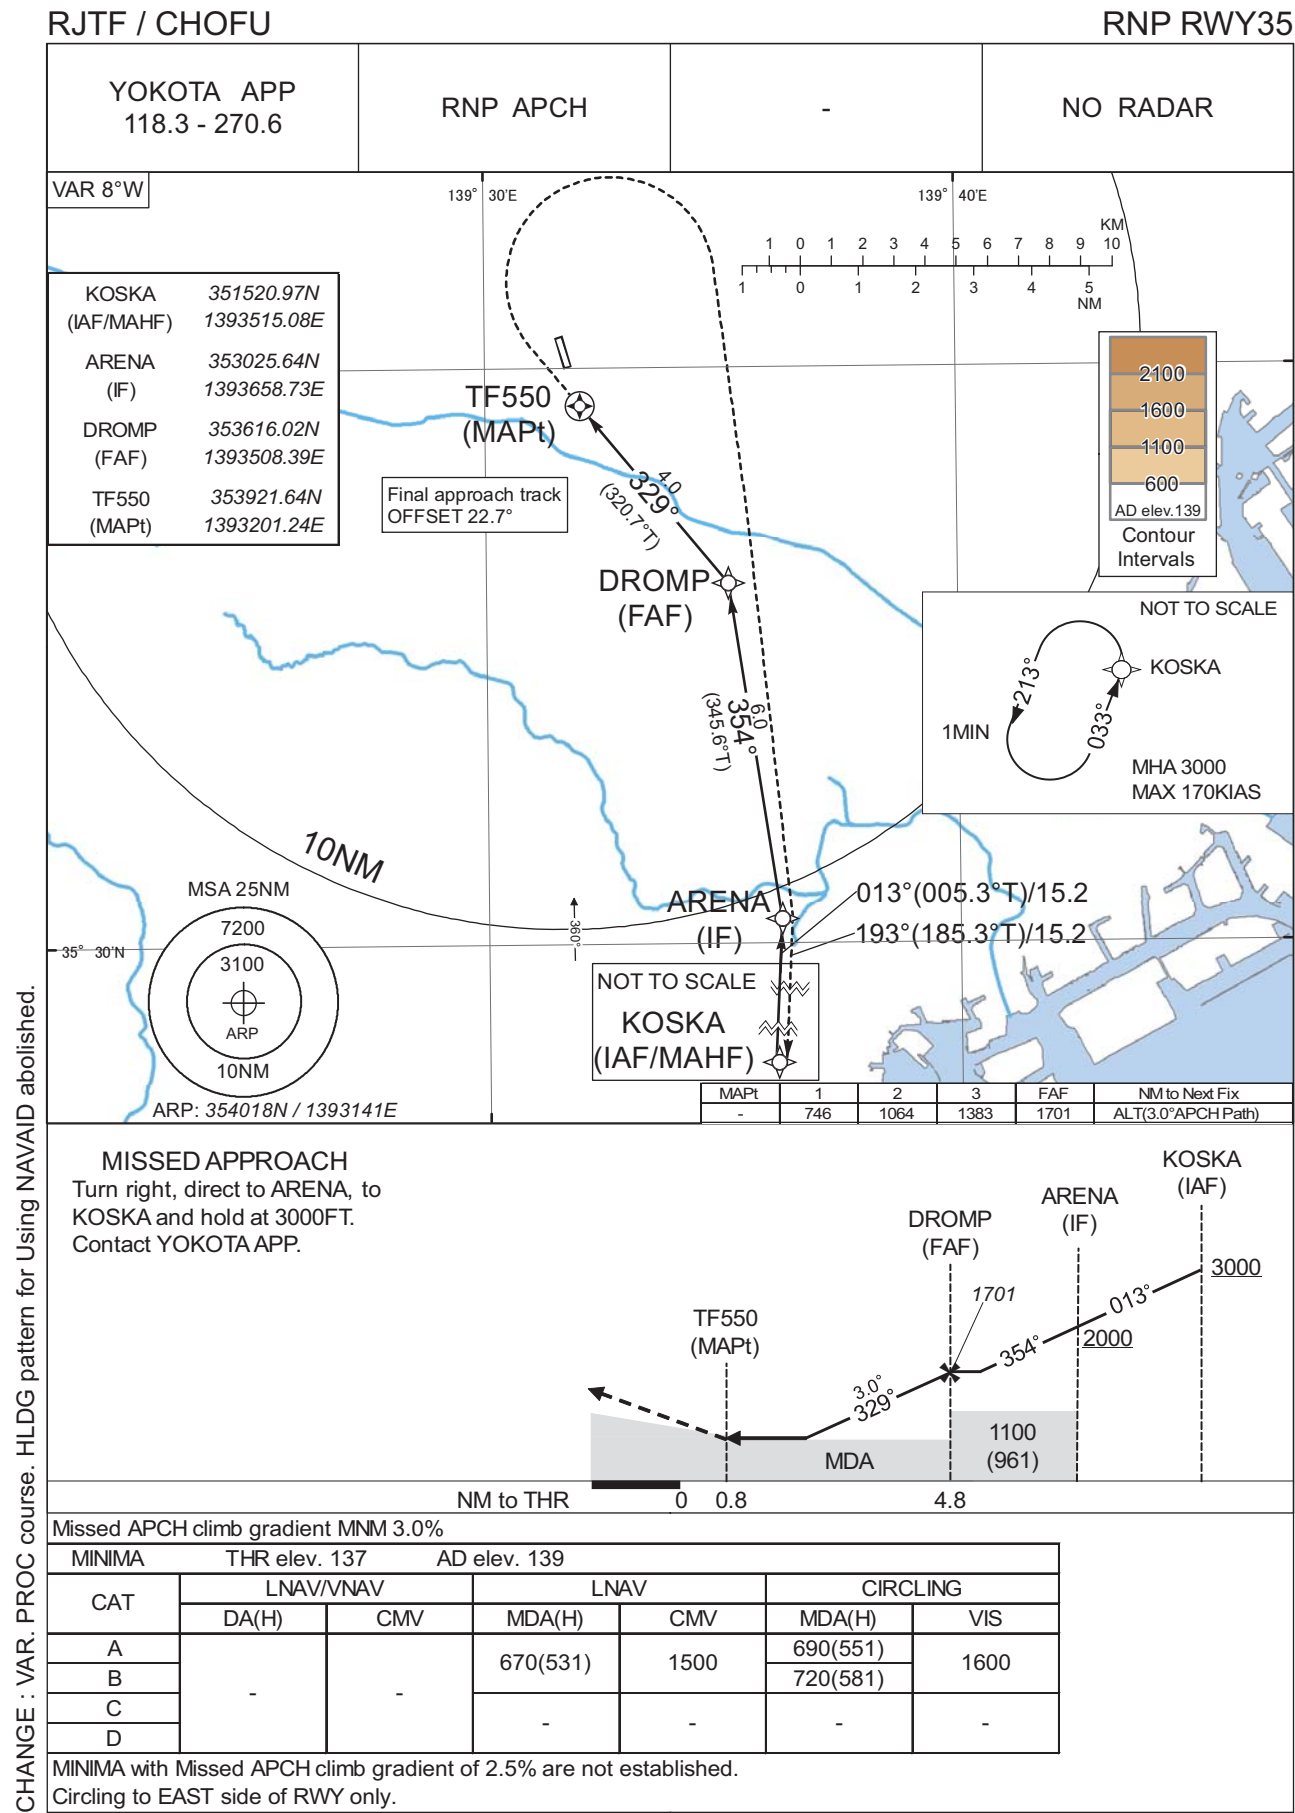 RJTF / CHOFU
RNP RWY35
YOKOTA APP
118.3 - 270.6
RNP APCH
-
NO RADAR
VAR 8°W
139° 30'E
139° 40'E
KM
1 0 1 2 3 4 5 6 7 8 9 10
1 0 1 2 3 4 5
NM
KOSKA 351520.97N
(IAF/MAHF) 1393515.08E
ARENA 353025.64N
(IF) 1393658.73E
DROMP 353616.02N
(FAF) 1393508.39E
TF550 353921.64N
(MAPt) 1393201.24E
2100
1600
1100
600
AD elev.139
Contour
Intervals
TF550
(MAPt)
4.0
329°
(320.7°T)
Final approach track
OFFSET 22.7°
DROMP
(FAF)
NOT TO SCALE
KOSKA
213°
033°
1MIN
MHA 3000
MAX 170KIAS
6.0
354°
(345.6°T)
10NM
ARENA
(IF)
013°(005.3°T)/15.2
193°(185.3°T)/15.2
360°
35° 30'N
MSA 25NM
7200
3100
ARP
10NM
ARP: 354018N / 1393141E
NOT TO SCALE
KOSKA
(IAF/MAHF)
MAPt 1 2 3 FAF NM to Next Fix
- 746 1064 1383 1701 ALT(3.0°APCH Path)
MISSED APPROACH
Turn right, direct to ARENA, to
KOSKA and hold at 3000FT.
Contact YOKOTA APP.
KOSKA
(IAF)
ARENA
(IF)
DROMP
(FAF)
TF550
(MAPt)
3000
013°
1701
2000
354°
3.0°
329°
1100
(961)
MDA
NM to THR 0 0.8 4.8
Missed APCH climb gradient MNM 3.0%
MINIMA THR elev. 137 AD elev. 139
CAT LNAV/VNAV LNAV CIRCLING
DA(H) CMV MDA(H) CMV MDA(H) VIS
A - - 670(531) 1500 690(551) 1600
B 720(581)
C - - - -
D
MINIMA with Missed APCH climb gradient of 2.5% are not established.
Circling to EAST side of RWY only.
CHANGE : VAR. PROC course. HLDG pattern for Using NAVAID abolished.